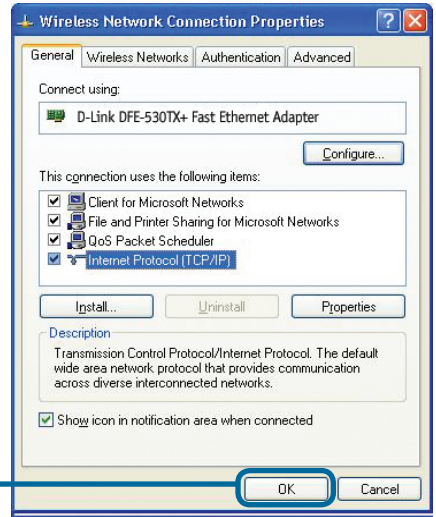 Wireless Network Connection Properties
General Wireless Networks Authentication Advanced
Connect using:
D-Link DFE-530TX+ Fast Ethernet Adapter
Configure...
This connection uses the following items:
Client for Microsoft Networks
File and Printer Sharing for Microsoft Networks
QoS Packet Scheduler
Internet Protocol (TCP/IP)
Install... Uninstall Properties
Description
Transmission Control Protocol/Internet Protocol. The default
wide area network protocol that provides communication
across diverse interconnected networks.
Show icon in notification area when connected
OK Cancel